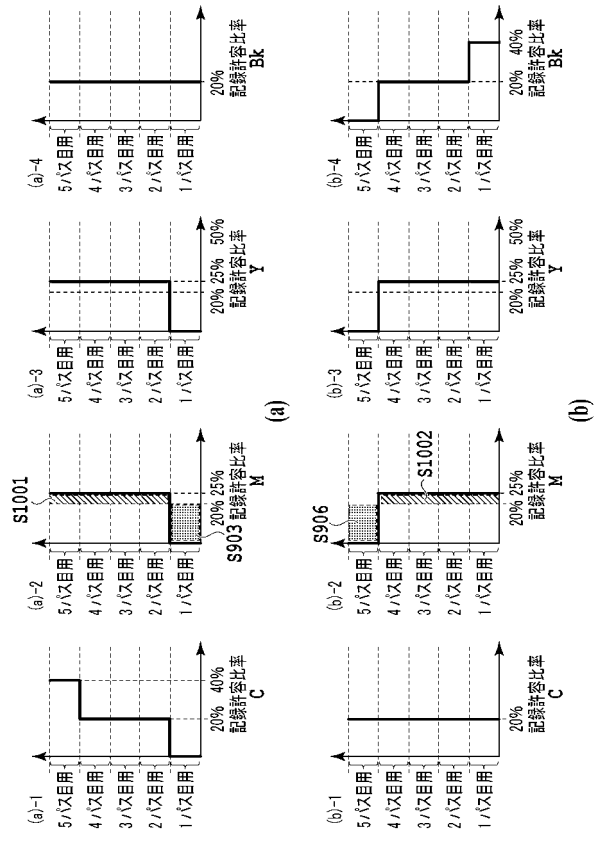 (a)-1
5パス目用
4パス目用
3パス目用
2パス目用
1パス目用
20%
40%
記録許容比率
C
(a)-2
S1001
5パス目用
4パス目用
3パス目用
2パス目用
1パス目用
20%
25%
記録許容比率
M
S903
(a)-3
5パス目用
4パス目用
3パス目用
2パス目用
1パス目用
20%
25%
50%
記録許容比率
Y
(a)-4
5パス目用
4パス目用
3パス目用
2パス目用
1パス目用
20%
記録許容比率
Bk
(a)
(b)-1
5パス目用
4パス目用
3パス目用
2パス目用
1パス目用
20%
記録許容比率
C
(b)-2
S906
5パス目用
4パス目用
3パス目用
2パス目用
1パス目用
S1002
20%
25%
記録許容比率
M
(b)-3
5パス目用
4パス目用
3パス目用
2パス目用
1パス目用
20%
25%
50%
記録許容比率
Y
(b)-4
5パス目用
4パス目用
3パス目用
2パス目用
1パス目用
20%
40%
記録許容比率
Bk
(b)